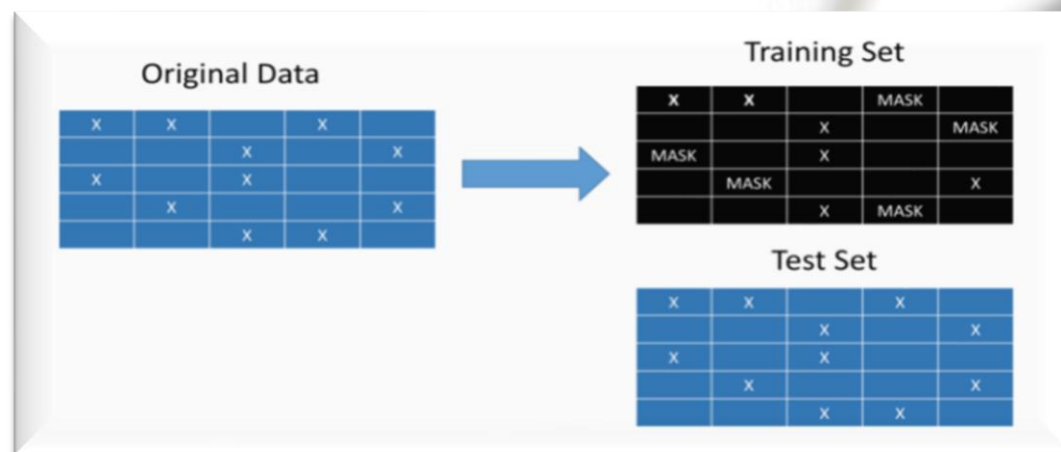 Original Data
X X X
X X
X X
X X
X X
Training Set
X X MASK
X MASK
MASK X
MASK X
X MASK
Test Set
X X X
X X
X X
X X
X X